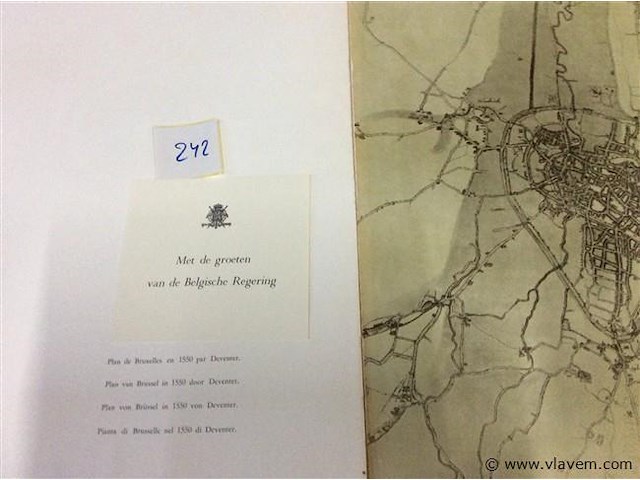 242
Met de groeten
van de Belgische Regering
Plan de Bruxelles en 1550 par Deventer.
Plan van Brussel in 1550 door Deventer.
Plan von Brüssel in 1550 von Deventer.
Pianta di Brusselle nel 1550 di Deventer.
© www.vlavem.com